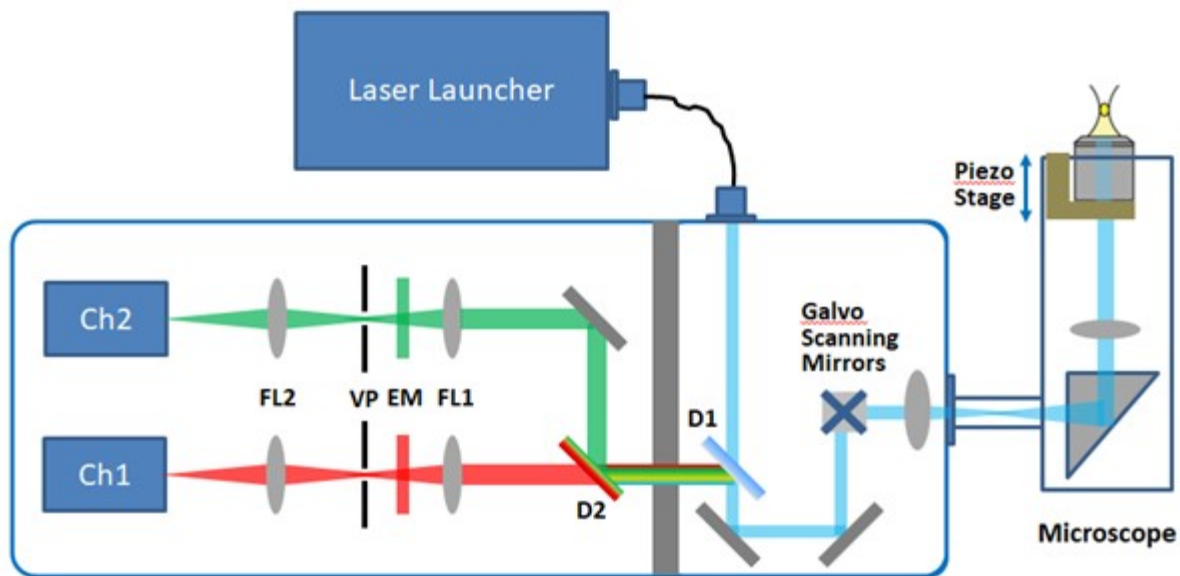 Laser Launcher
Piezo
Stage
Ch2
Galvo
Scanning
Mirrors
FL2
VP
EM
FL1
D1
Ch1
D2
Microscope